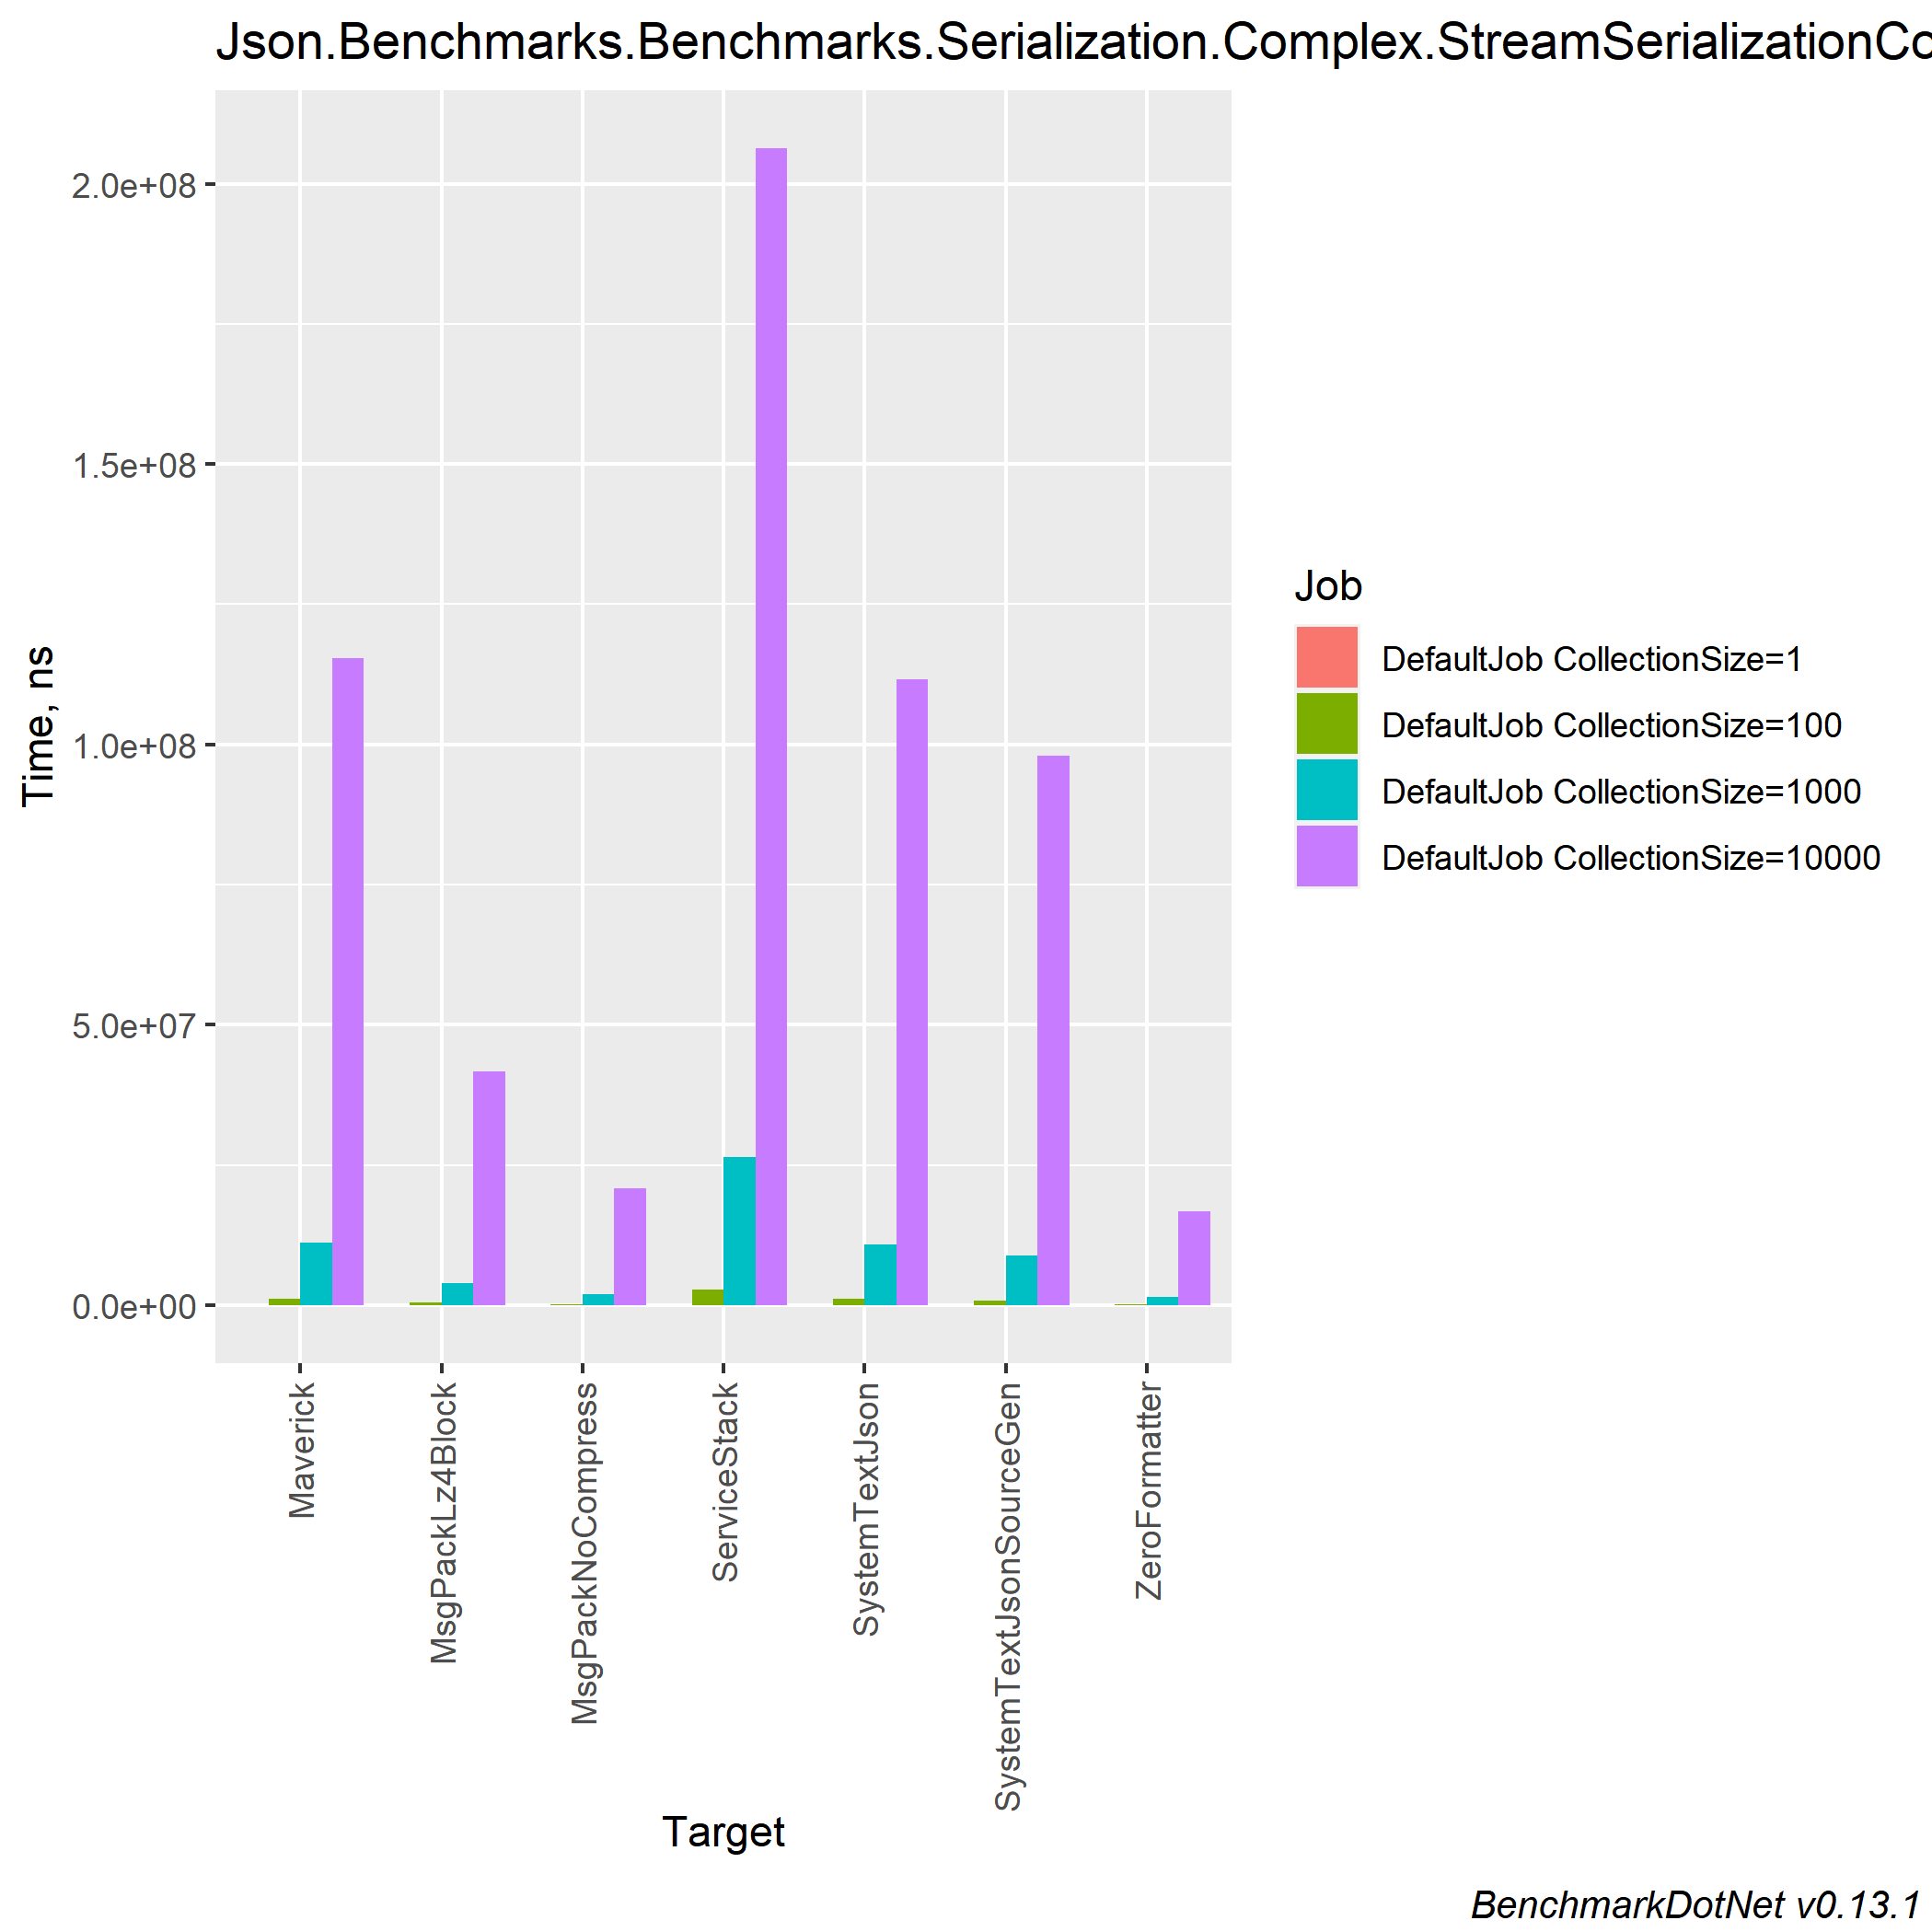 Json.Benchmarks.Benchmarks.Serialization.Complex.StreamSerializationCo
2.0e+08
1.5e+08
1.0e+08
5.0e+07
0.0e+00
Time, ns
Maverick
MsgPackLz4Block
MsgPackNoCompress
ServiceStack
SystemTextJson
SystemTextJsonSourceGen
ZeroFormatter
Target
Job
DefaultJob CollectionSize=1
DefaultJob CollectionSize=100
DefaultJob CollectionSize=1000
DefaultJob CollectionSize=10000
BenchmarkDotNet v0.13.1